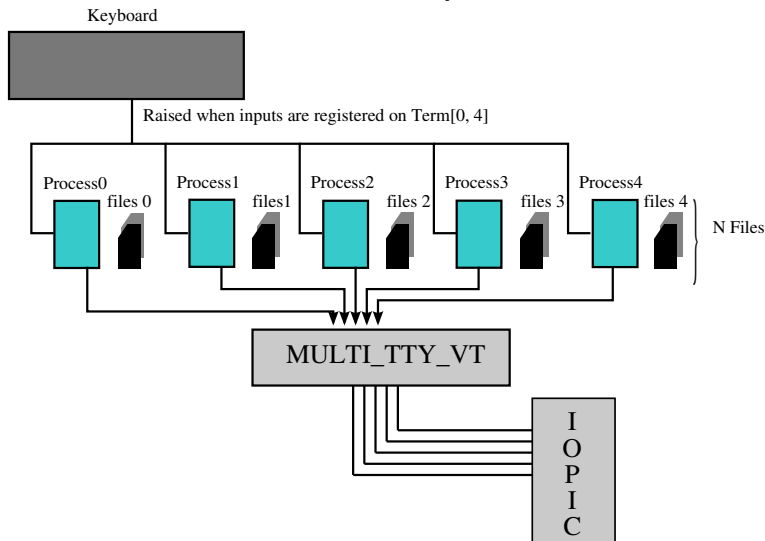 Keyboard
Raised when inputs are registered on Term[0, 4]
Process0
files 0
Process1
files1
Process2
files 2
Process3
files 3
Process4
files 4
N Files
MULTI_TTY_VT
I
O
P
I
C